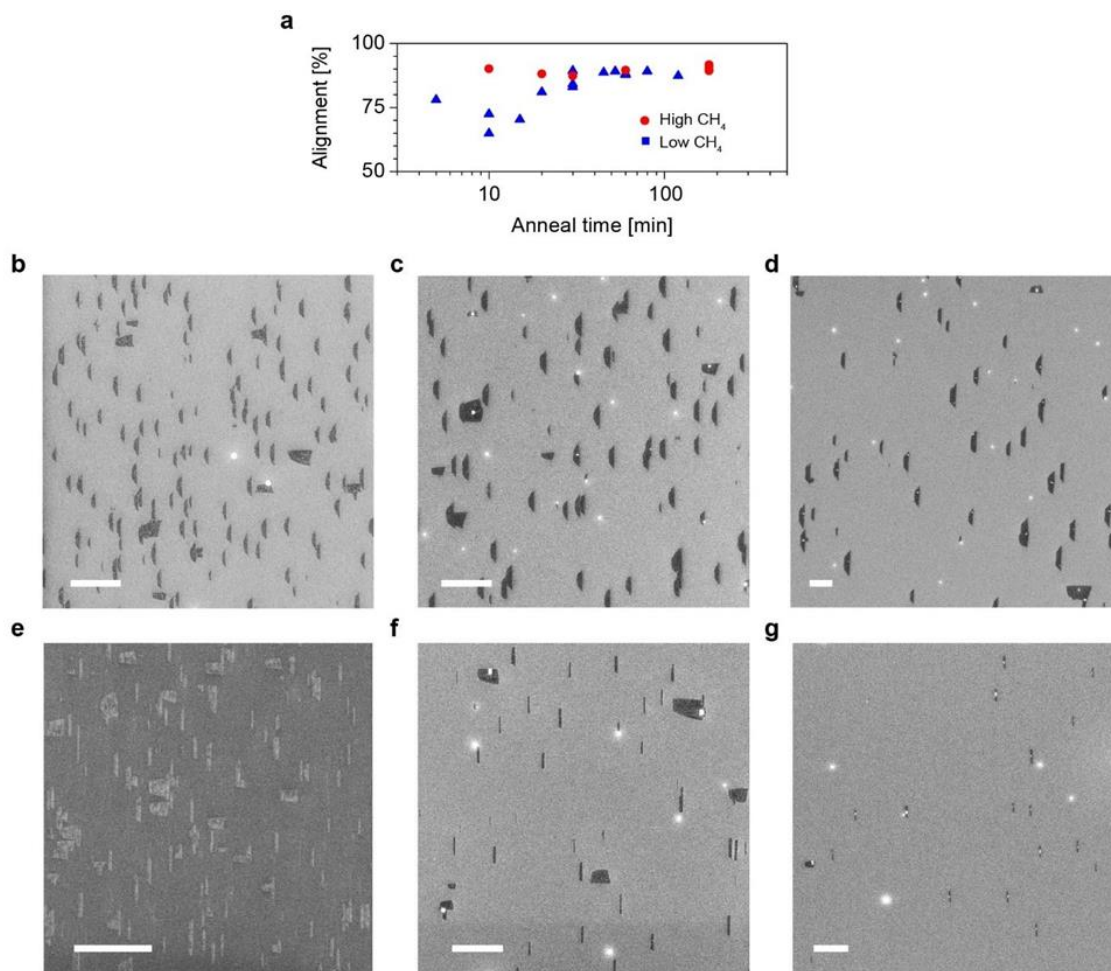 a
100
75
50
Alignment [%]
High CH₄
Low CH₄
10
100
Anneal time [min]
b
c
d
e
f
g